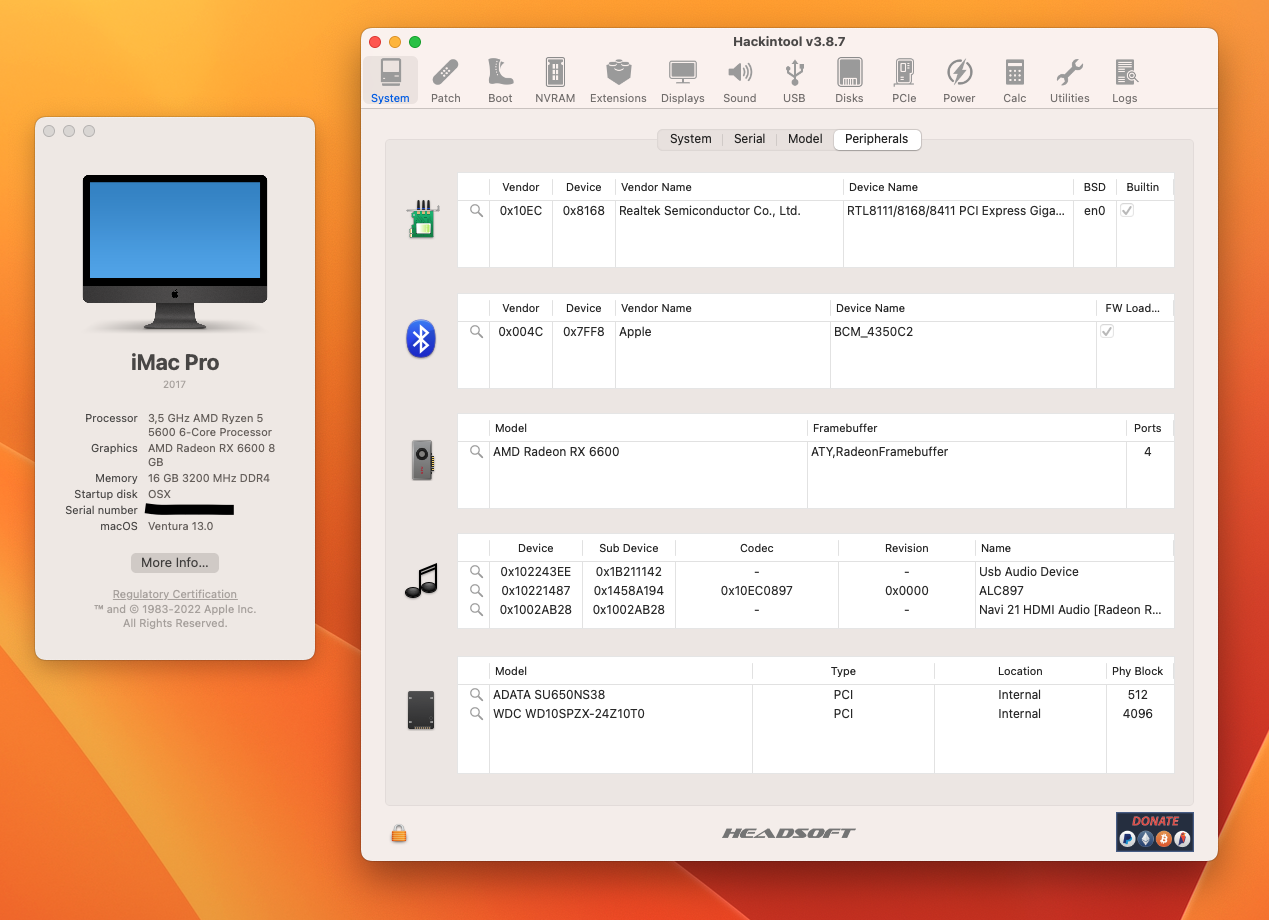 iMac Pro
2017
Processor 3,5 GHz AMD Ryzen 5
5600 6-Core Processor
Graphics AMD Radeon RX 6600 8
GB
Memory 16 GB 3200 MHz DDR4
Startup disk OSX
Serial number
macOS Ventura 13.0
More Info...
Regulatory Certification
™ and © 1983-2022 Apple Inc.
All Rights Reserved.
Hackintool v3.8.7
System Patch Boot NVRAM Extensions Displays Sound USB Disks PCIe Power Calc Utilities Logs
System Serial Model Peripherals
Vendor Device Vendor Name Device Name BSD Builtin
0x10EC 0x8168 Realtek Semiconductor Co., Ltd. RTL8111/8168/8411 PCI Express Giga... en0
Vendor Device Vendor Name Device Name FW Load...
0x004C 0x7FF8 Apple BCM_4350C2
Model Framebuffer Ports
AMD Radeon RX 6600 ATY,RadeonFramebuffer 4
Device Sub Device Codec Revision Name
0x102243EE 0x1B211142 - - Usb Audio Device
0x10221487 0x1458A194 0x10EC0897 0x0000 ALC897
0x1002AB28 0x1002AB28 - - Navi 21 HDMI Audio [Radeon R...
Model Type Location Phy Block
ADATA SU650NS38 PCI Internal 512
WDC WD10SPZX-24Z10T0 PCI Internal 4096
HEADSOFT
DONATE